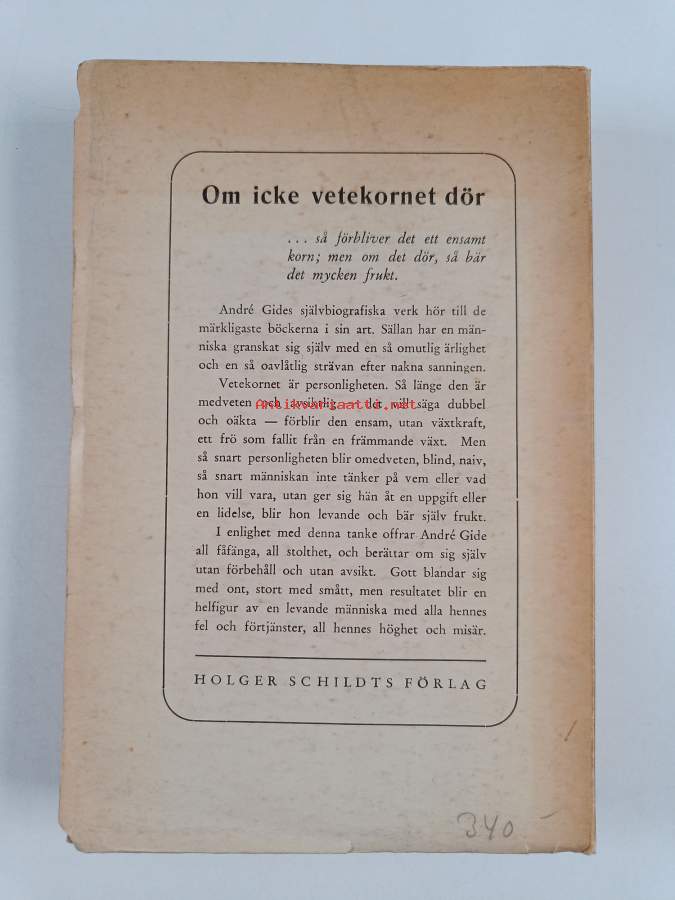 Om icke vetekornet dör
... så förbliver det ett ensamt
korn; men om det dör, så bär
det mycken frukt.
André Gides självbiografiska verk hör till de
märkligaste böckerna i sin art. Sällan har en män-
niska granskat sig själv med en så omutlig ärlighet
och en så oavlåtlig strävan efter nakna sanningen.
Vetekornet är personligheten. Så länge den är
medveten och avsiktlig — det vill säga dubbel
Antikvariaatti.net
och oäkta — förblir den ensam, utan växtkraft,
ett frö som fallit från en främmande växt. Men
så snart personligheten blir omedveten, blind, naiv,
så snart människan inte tänker på vem eller vad
hon vill vara, utan ger sig hän åt en uppgift eller
en lidelse, blir hon levande och bär själv frukt.
I enlighet med denna tanke offrar André Gide
all fåfänga, all stolthet, och berättar om sig själv
utan förbehåll och utan avsikt. Gott blandar sig
med ont, stort med smått, men resultatet blir en
helfigur av en levande människa med alla hennes
fel och förtjänster, all hennes höghet och misär.
HOLGER SCHILDTS FÖRLAG
340